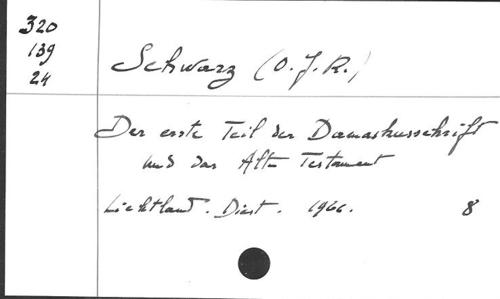 320
139
24
Schwarz (O. J. R.)
Der erste Teil der Damaskusschrift
und das Alte Testament
Lichtland. Diest. 1966. 8